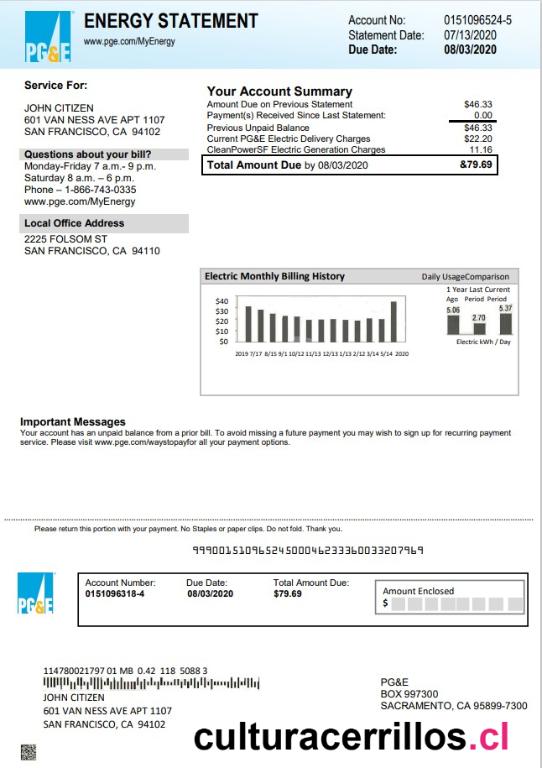 PG&E
ENERGY STATEMENT
www.pge.com/MyEnergy
Account No: 0151096524-5
Statement Date: 07/13/2020
Due Date: 08/03/2020
Service For:
JOHN CITIZEN
601 VAN NESS AVE APT 1107
SAN FRANCISCO, CA 94102
Questions about your bill?
Monday-Friday 7 a.m.- 9 p.m.
Saturday 8 a.m. – 6 p.m.
Phone – 1-866-743-0335
www.pge.com/MyEnergy
Local Office Address
2225 FOLSOM ST
SAN FRANCISCO, CA 94110
Your Account Summary
Amount Due on Previous Statement $46.33
Payment(s) Received Since Last Statement: 0.00
Previous Unpaid Balance $46.33
Current PG&E Electric Delivery Charges $22.20
CleanPowerSF Electric Generation Charges 11.16
Total Amount Due by 08/03/2020 &79.69
Electric Monthly Billing History
$40
$30
$20
$10
$0
2019 7/17 8/15 9/1 10/12 11/13 12/13 1/13 2/12 3/14 5/14 2020
Daily UsageComparison
1 Year Last Current
Ago Period Period
5.06 2.70 5.37
Electric kWh / Day
Important Messages
Your account has an unpaid balance from a prior bill. To avoid missing a future payment you may wish to sign up for recurring payment
service. Please visit www.pge.com/waystopayfor all your payment options.
Please return this portion with your payment. No Staples or paper clips. Do not fold. Thank you.
99900151096524500046233360033207969
PG&E
Account Number: Due Date: Total Amount Due:
0151096318-4 08/03/2020 $79.69
Amount Enclosed
$
114780021797 01 MB 0.42 118 5088 3
JOHN CITIZEN
601 VAN NESS AVE APT 1107
SAN FRANCISCO, CA 94102
PG&E
BOX 997300
SACRAMENTO, CA 95899-7300
culturacerrillos.cl